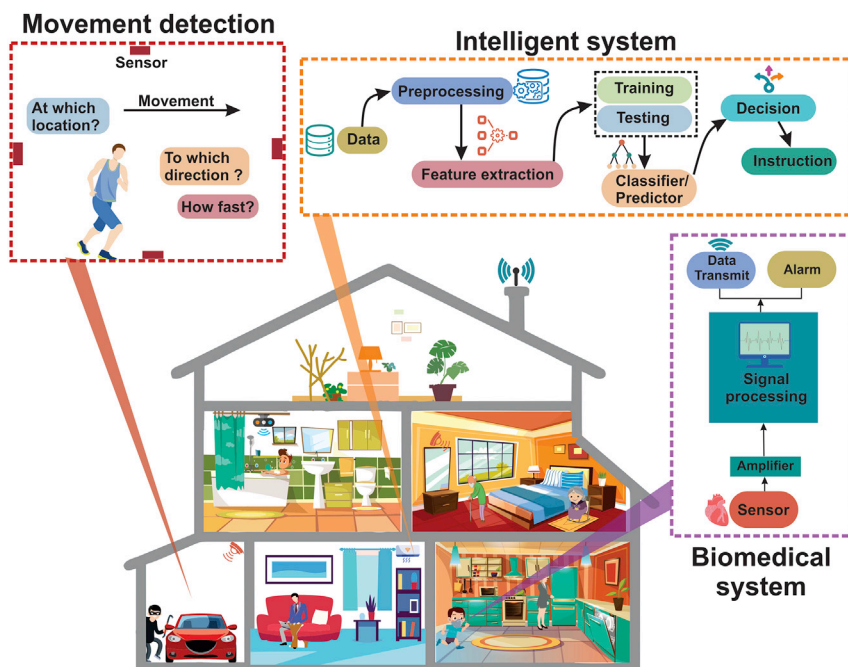 Movement detection
Sensor
At which
location?
Movement
To which
direction ?
How fast?
Intelligent system
Data
Preprocessing
Feature extraction
Training
Testing
Classifier/
Predictor
Decision
Instruction
Data
Transmit
Alarm
Signal
processing
Amplifier
Sensor
Biomedical
system